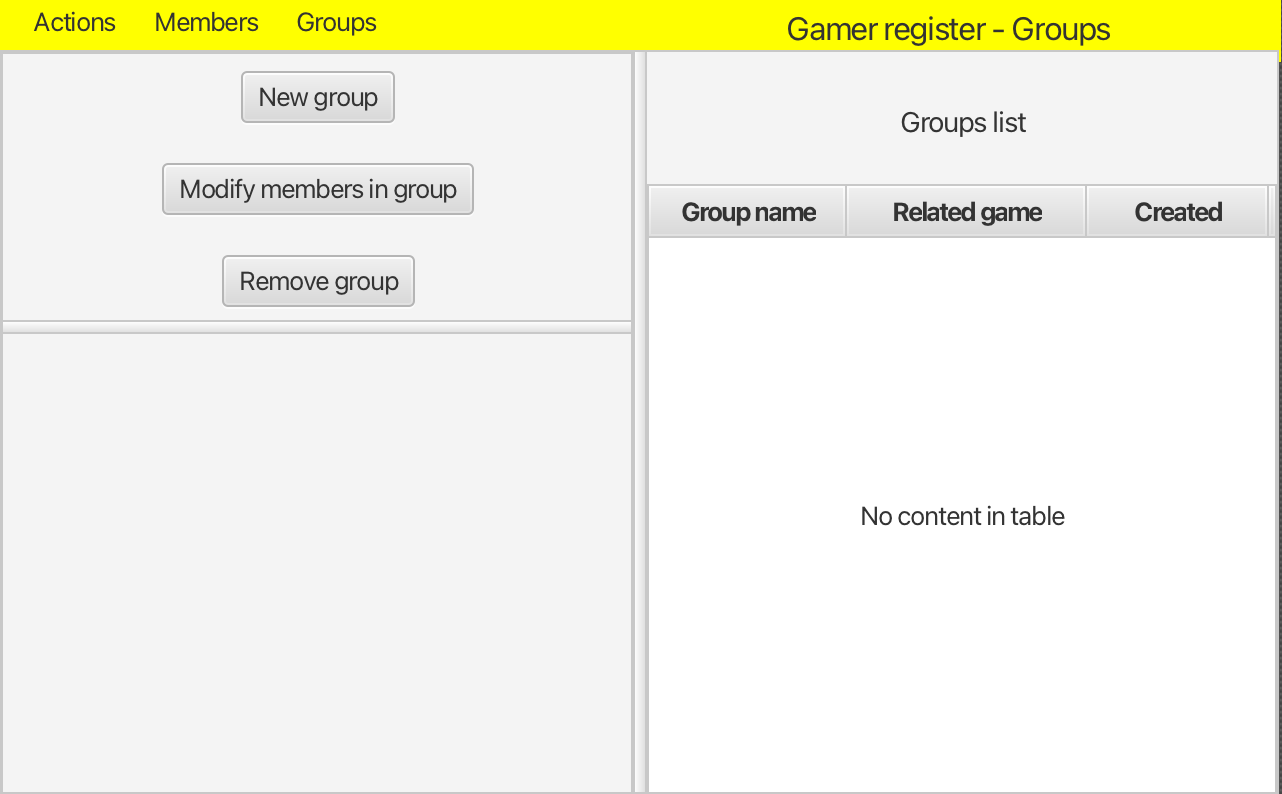 Actions Members Groups
Gamer register - Groups
New group
Modify members in group
Remove group
Groups list
Group name Related game Created
No content in table